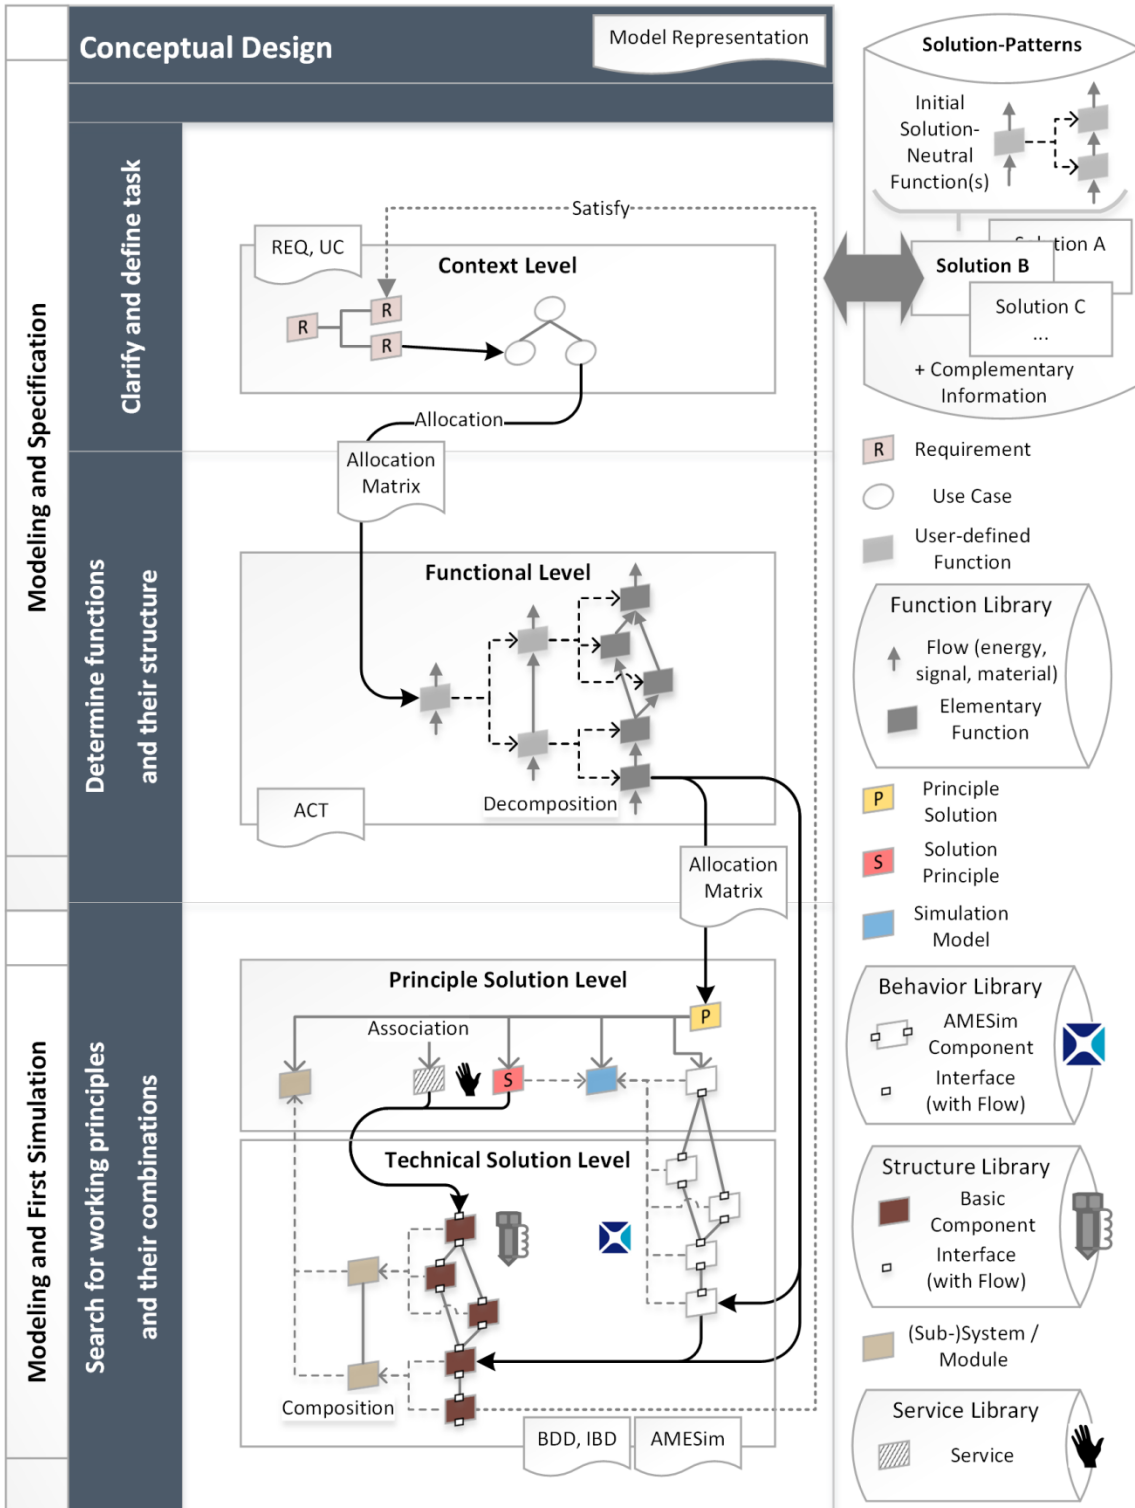 Conceptual Design
Model Representation
Modeling and Specification
Modeling and First Simulation
Clarify and define task
Determine functions
and their structure
Search for working principles
and their combinations
Satisfy
REQ, UC
Context Level
R
R
R
Allocation
Allocation
Matrix
Functional Level
Decomposition
ACT
Allocation
Matrix
Principle Solution Level
P
Association
S
Technical Solution Level
Composition
BDD, IBD
AMESim
Solution-Patterns
Initial
Solution-
Neutral
Function(s)
Solution A
Solution B
Solution C
...
+ Complementary
Information
R
Requirement
Use Case
User-defined
Function
Function Library
Flow (energy,
signal, material)
Elementary
Function
P
Principle
Solution
S
Solution
Principle
Simulation
Model
Behavior Library
AMESim
Component
Interface
(with Flow)
Structure Library
Basic
Component
Interface
(with Flow)
(Sub-)System /
Module
Service Library
Service